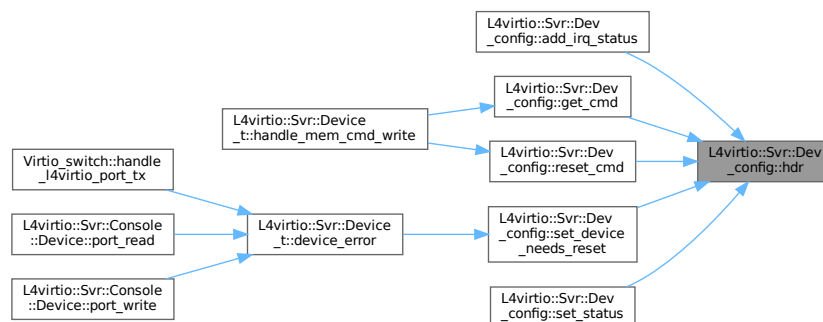 L4virtio::Svr::Dev
_config::add_irq_status
L4virtio::Svr::Dev
_config::get_cmd
L4virtio::Svr::Device
_t::handle_mem_cmd_write
L4virtio::Svr::Dev
_config::hdr
L4virtio::Svr::Dev
_config::reset_cmd
Virtio_switch::handle
_l4virtio_port_tx
L4virtio::Svr::Console
::Device::port_read
L4virtio::Svr::Device
_t::device_error
L4virtio::Svr::Dev
_config::set_device
_needs_reset
L4virtio::Svr::Console
::Device::port_write
L4virtio::Svr::Dev
_config::set_status